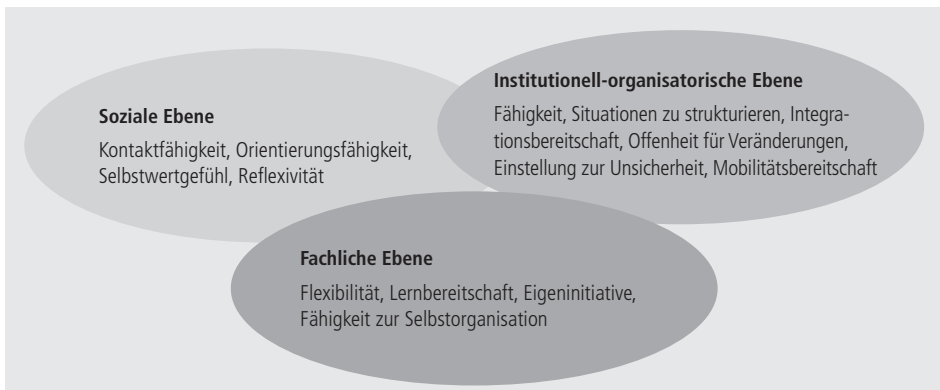 Soziale Ebene
Kontaktfähigkeit, Orientierungsfähigkeit,
Selbstwertgefühl, Reflexivität
Institutionell-organisatorische Ebene
Fähigkeit, Situationen zu strukturieren, Integra-
tionsbereitschaft, Offenheit für Veränderungen,
Einstellung zur Unsicherheit, Mobilitätsbereitschaft
Fachliche Ebene
Flexibilität, Lernbereitschaft, Eigeninitiative,
Fähigkeit zur Selbstorganisation